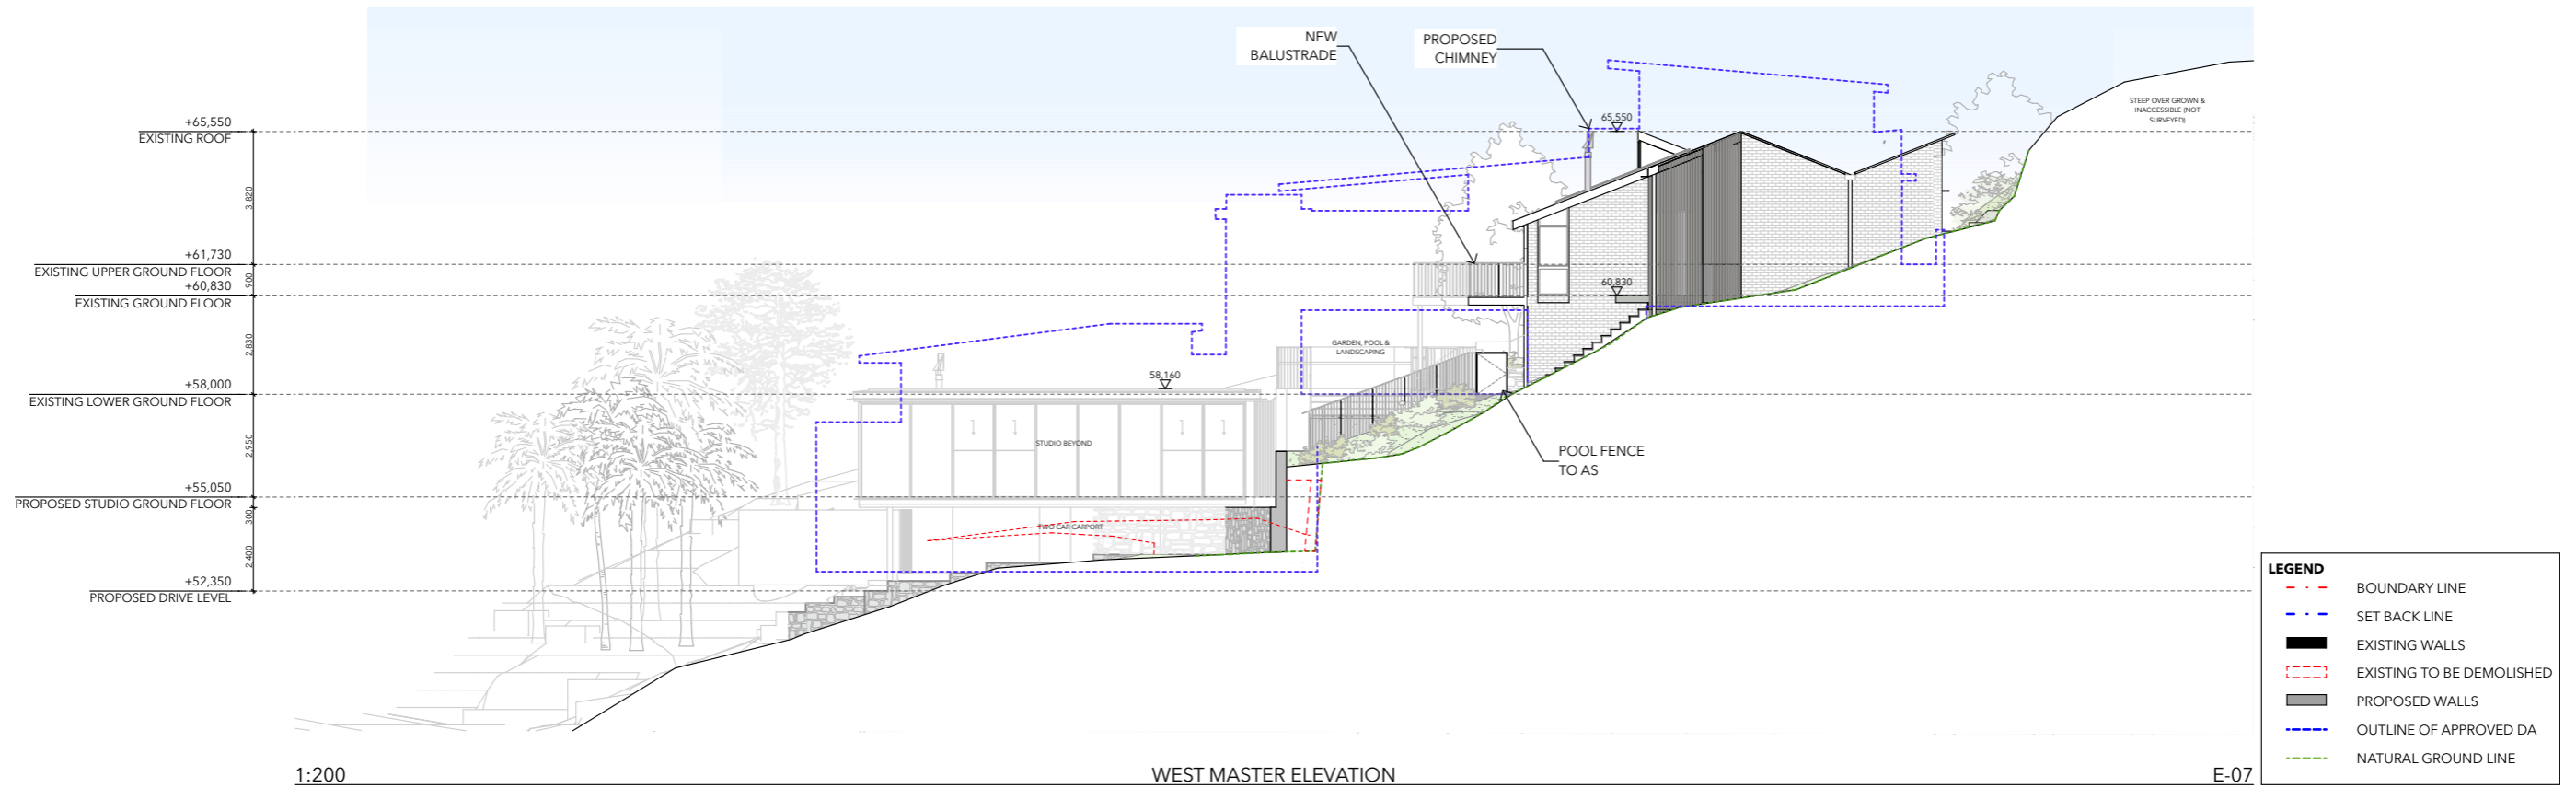 NEW
BALUSTRADE
PROPOSED
CHIMNEY
STEEP OVER GROWN &
INACCESSIBLE (NOT
SURVEYED)
+65,550
EXISTING ROOF
65,550
3,820
+61,730
EXISTING UPPER GROUND FLOOR
900
+60,830
EXISTING GROUND FLOOR
60,830
2,830
GARDEN, POOL &
LANDSCAPING
+58,000
EXISTING LOWER GROUND FLOOR
58,160
2,950
STUDIO BEYOND
POOL FENCE
TO AS
+55,050
PROPOSED STUDIO GROUND FLOOR
300
TWO CAR CARPORT
2,400
+52,350
PROPOSED DRIVE LEVEL
LEGEND
BOUNDARY LINE
SET BACK LINE
EXISTING WALLS
EXISTING TO BE DEMOLISHED
PROPOSED WALLS
OUTLINE OF APPROVED DA
NATURAL GROUND LINE
1:200
WEST MASTER ELEVATION
E-07